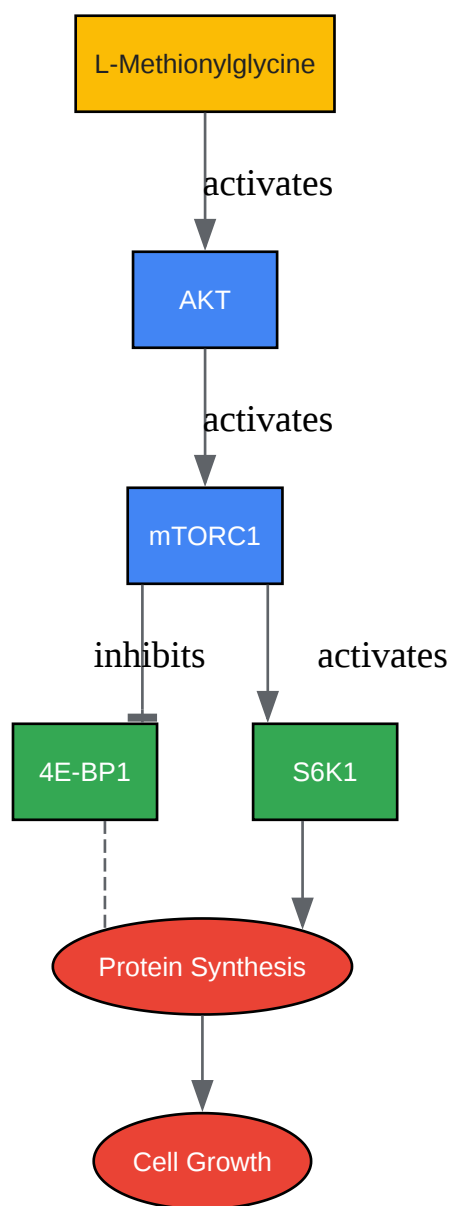 L-Methionylglycine
activates
AKT
activates
mTORC1
inhibits
activates
4E-BP1
S6K1
Protein Synthesis
Cell Growth